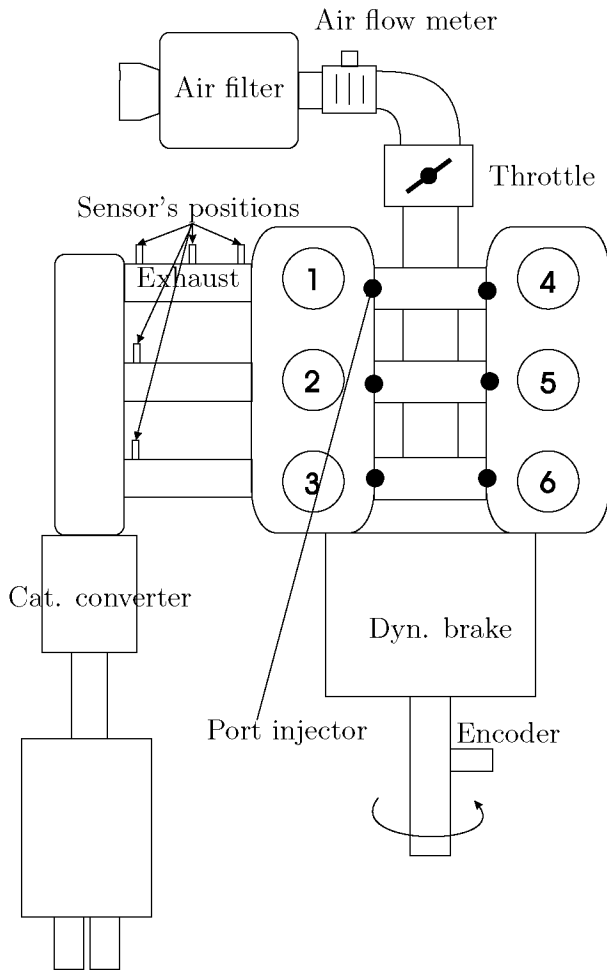 Air flow meter
Air filter
Throttle
Sensor's positions
Exhaust
1
4
2
5
3
6
Cat. converter
Dyn. brake
Port injector
Encoder